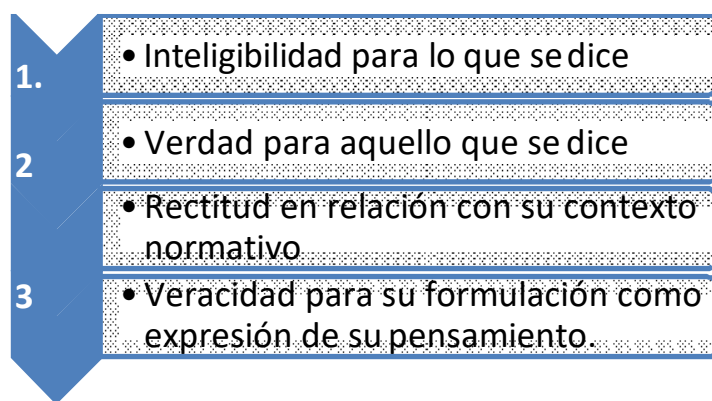 1.
• Inteligibilidad para lo que se dice
2
• Verdad para aquello que se dice
• Rectitud en relación con su contexto
normativo
3
• Veracidad para su formulación como
expresión de su pensamiento.